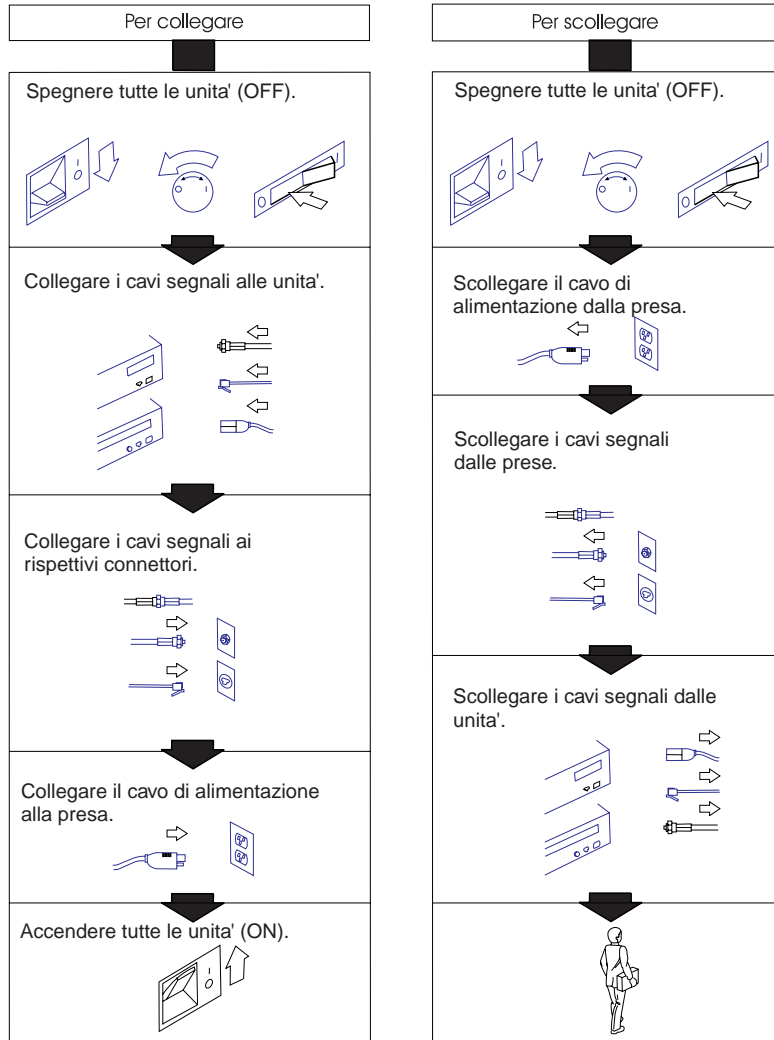 Per collegare
Spegnere tutte le unita' (OFF).
Collegare i cavi segnali alle unita'.
Collegare i cavi segnali ai
rispettivi connettori.
Collegare il cavo di alimentazione
alla presa.
Accendere tutte le unita' (ON).
Per scollegare
Spegnere tutte le unita' (OFF).
Scollegare il cavo di
alimentazione dalla presa.
Scollegare i cavi segnali
dalle prese.
Scollegare i cavi segnali dalle
unita'.